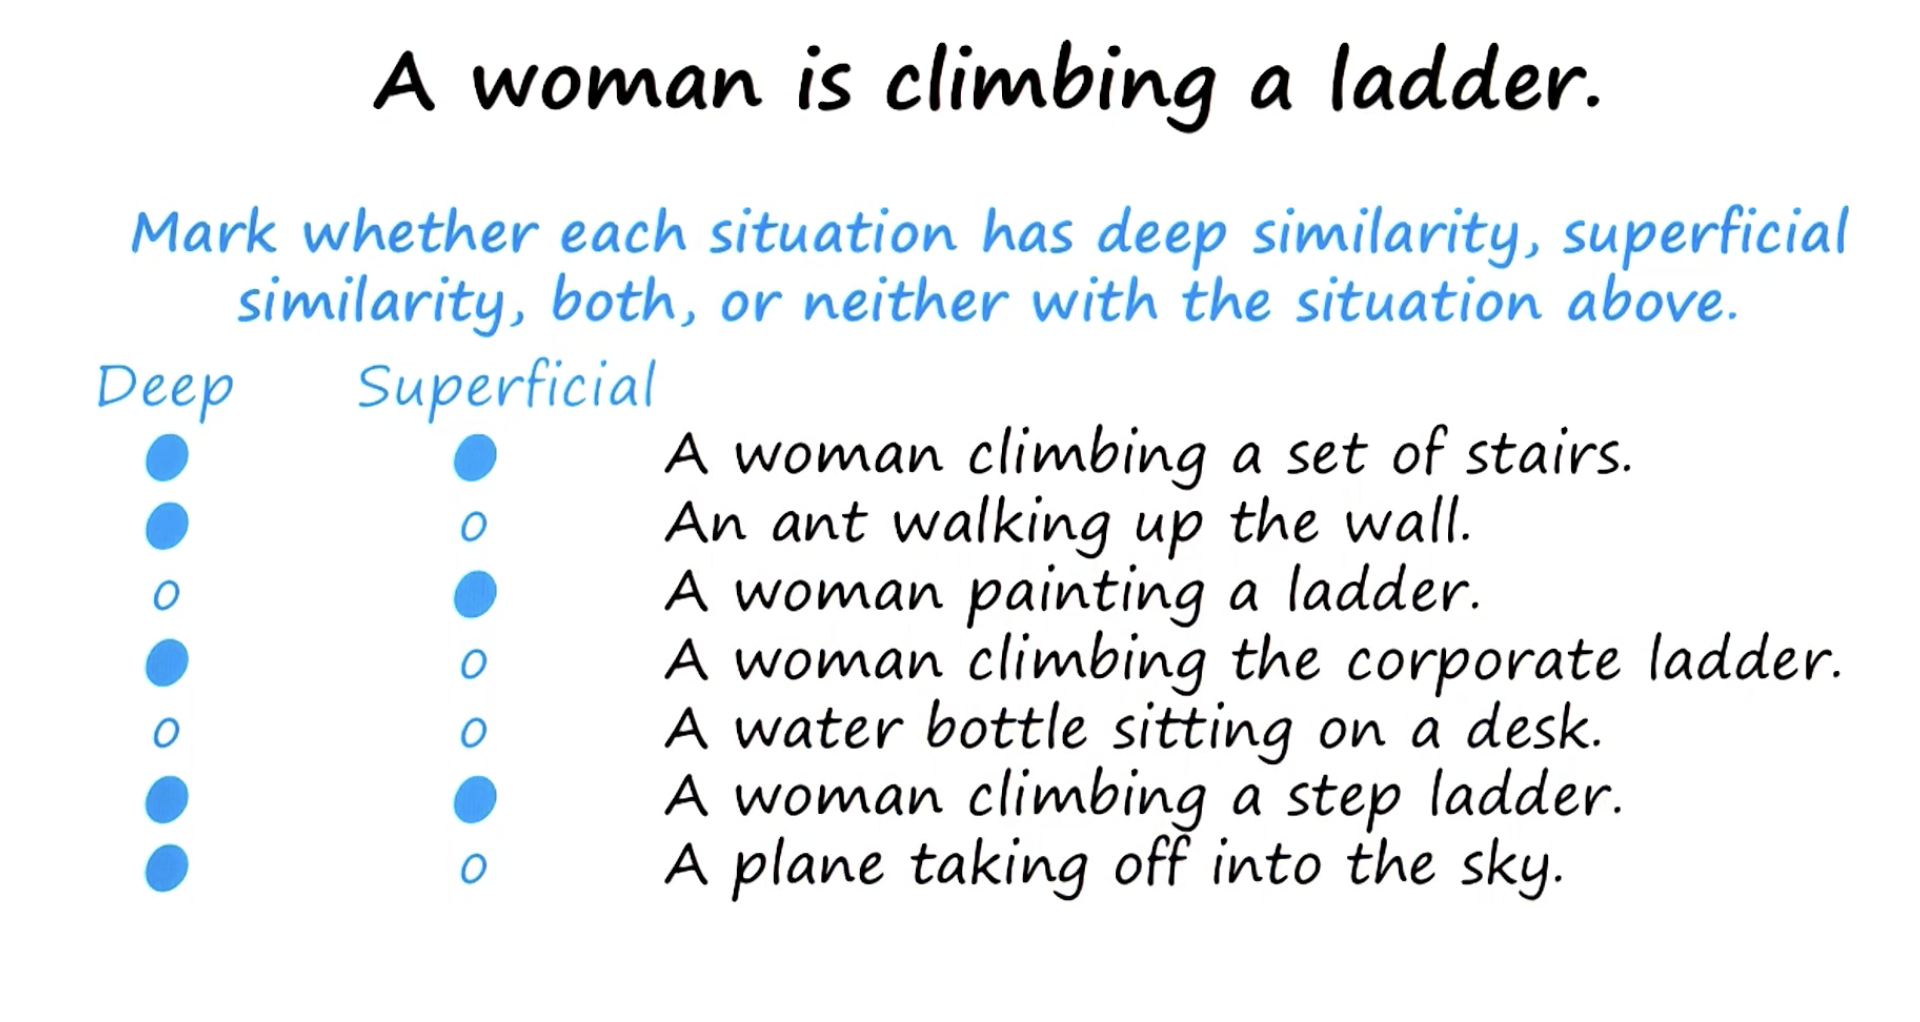 A woman is climbing a ladder.
Mark whether each situation has deep similarity, superficial
similarity, both, or neither with the situation above.
Deep Superficial
A woman climbing a set of stairs.
An ant walking up the wall.
A woman painting a ladder.
A woman climbing the corporate ladder.
A water bottle sitting on a desk.
A woman climbing a step ladder.
A plane taking off into the sky.